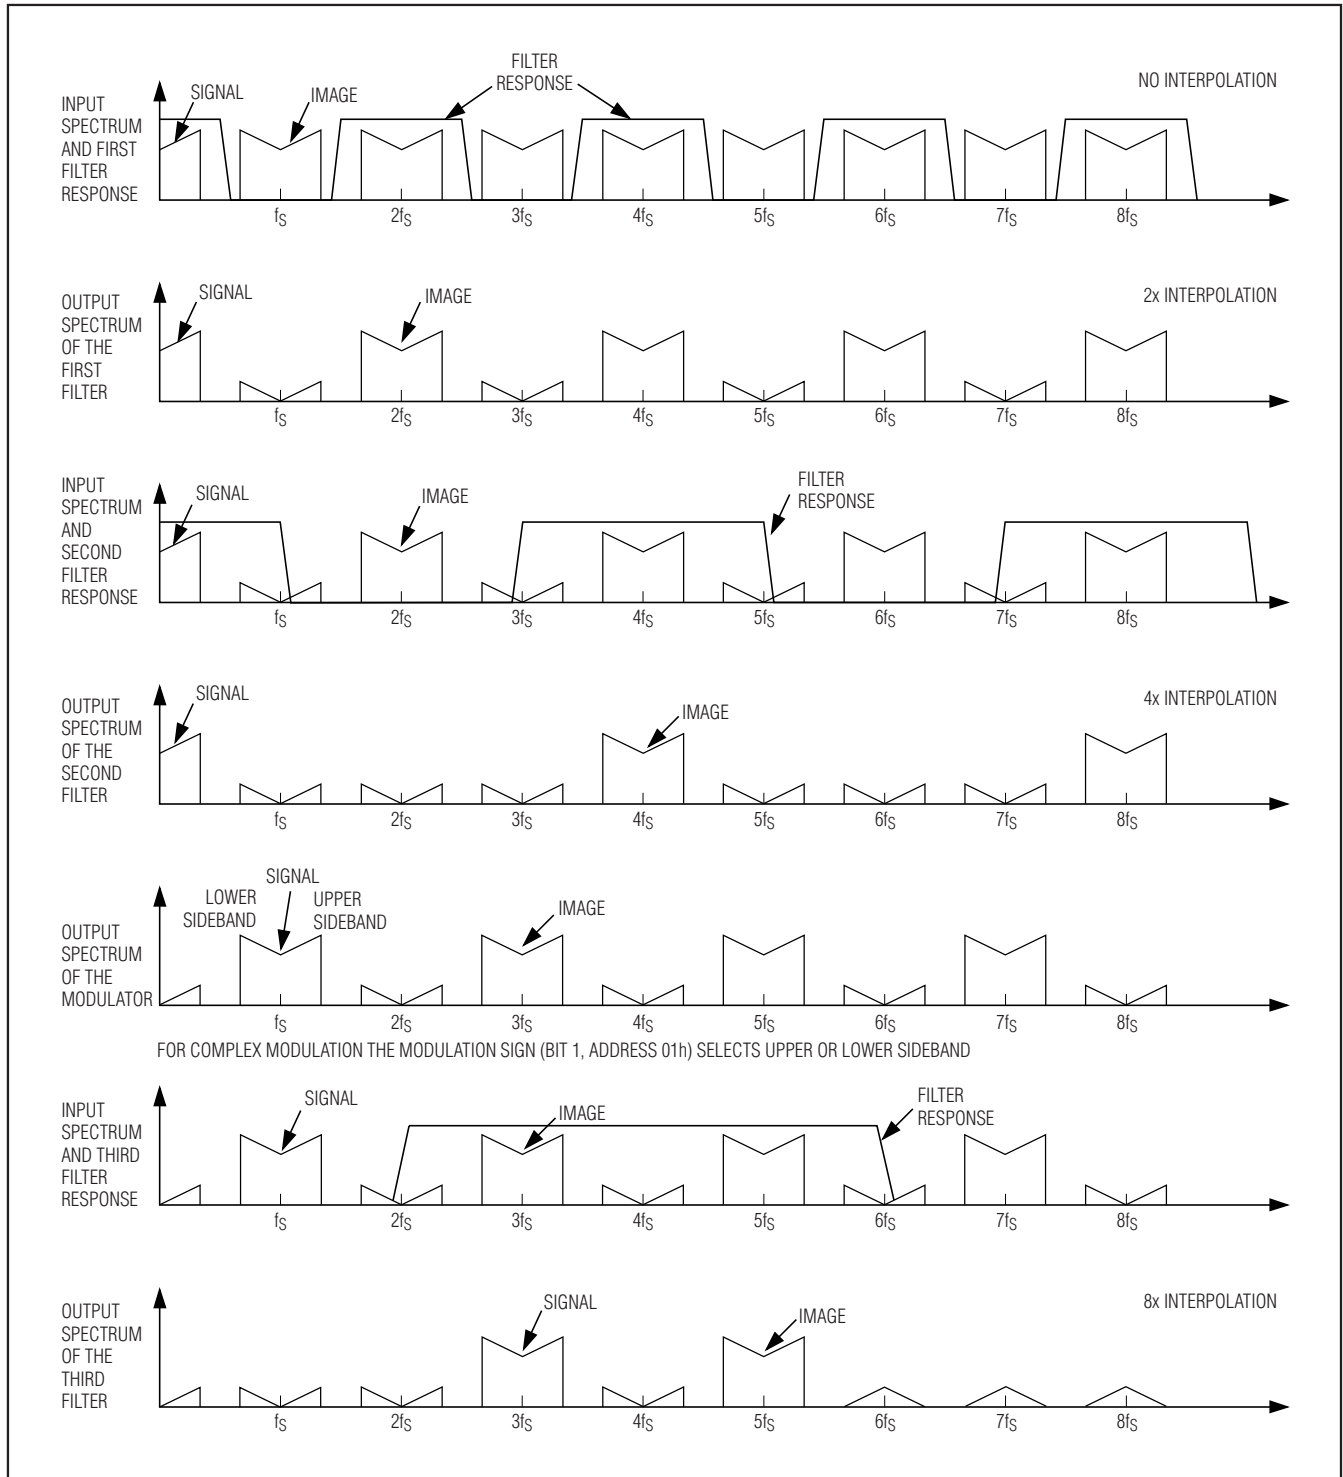 FILTER
RESPONSE
NO INTERPOLATION
SIGNAL
IMAGE
INPUT
SPECTRUM
AND FIRST
FILTER
RESPONSE
fS 2fS 3fS 4fS 5fS 6fS 7fS 8fS
SIGNAL
IMAGE
2x INTERPOLATION
OUTPUT
SPECTRUM
OF THE
FIRST
FILTER
fS 2fS 3fS 4fS 5fS 6fS 7fS 8fS
INPUT
SPECTRUM
AND
SECOND
FILTER
RESPONSE
SIGNAL
IMAGE
FILTER
RESPONSE
fS 2fS 3fS 4fS 5fS 6fS 7fS 8fS
SIGNAL
IMAGE
4x INTERPOLATION
OUTPUT
SPECTRUM
OF THE
SECOND
FILTER
fS 2fS 3fS 4fS 5fS 6fS 7fS 8fS
SIGNAL
LOWER
SIDEBAND
UPPER
SIDEBAND
IMAGE
OUTPUT
SPECTRUM
OF THE
MODULATOR
fS 2fS 3fS 4fS 5fS 6fS 7fS 8fS
FOR COMPLEX MODULATION THE MODULATION SIGN (BIT 1, ADDRESS 01h) SELECTS UPPER OR LOWER SIDEBAND
INPUT
SPECTRUM
AND THIRD
FILTER
RESPONSE
SIGNAL
IMAGE
FILTER
RESPONSE
fS 2fS 3fS 4fS 5fS 6fS 7fS 8fS
SIGNAL
IMAGE
8x INTERPOLATION
OUTPUT
SPECTRUM
OF THE
THIRD
FILTER
fS 2fS 3fS 4fS 5fS 6fS 7fS 8fS